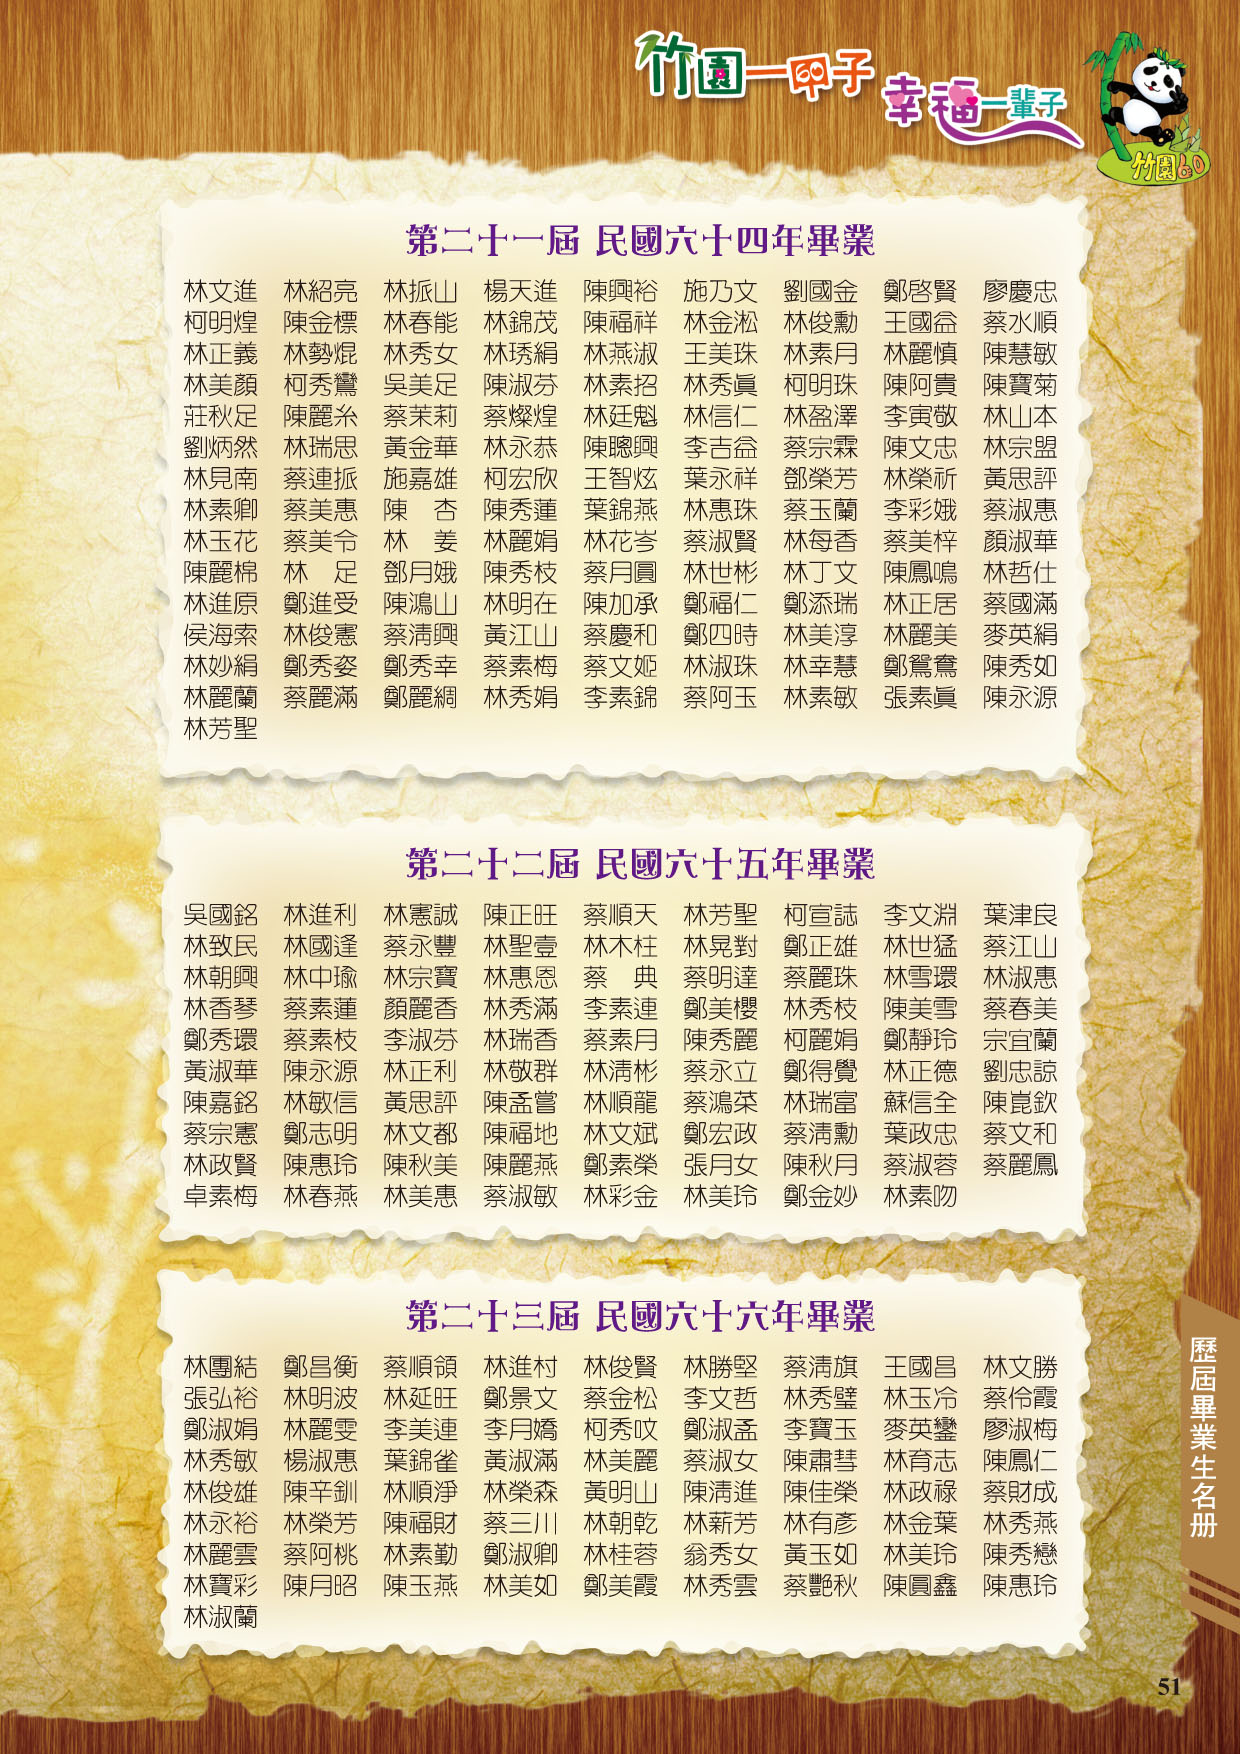 竹園一甲子
幸福一輩子
竹園60
第二十一屆 民國六十四年畢業
林文進 林紹亮 林振山 楊天進 陳興裕 施乃文 劉國金 鄭啓賢 廖慶忠
柯明煌 陳金標 林春能 林錦茂 陳福祥 林金淞 林俊勳 王國益 蔡水順
林正義 林勢焜 林秀女 林琇絹 林燕淑 王美珠 林素月 林麗慎 陳慧敏
林美顏 柯秀鸞 吳美足 陳淑芬 林素招 林秀眞 柯明珠 陳阿貴 陳寶菊
莊秋足 陳麗糸 蔡茉莉 蔡燦煌 林廷魁 林信仁 林盈澤 李寅敬 林山本
劉炳然 林瑞思 黃金華 林永恭 陳聰興 李吉益 蔡宗霖 陳文忠 林宗盟
林見南 蔡連振 施嘉雄 柯宏欣 王智炫 葉永祥 鄧榮芳 林榮祈 黃思評
林素卿 蔡美惠 陳　杏 陳秀蓮 葉錦燕 林惠珠 蔡玉蘭 李彩娥 蔡淑惠
林玉花 蔡美令 林　姜 林麗娟 林花岑 蔡淑賢 林每香 蔡美梓 顏淑華
陳麗棉 林　足 鄧月娥 陳秀枝 蔡月圓 林世彬 林丁文 陳鳳鳴 林哲仕
林進原 鄭進受 陳鴻山 林明在 陳加承 鄭福仁 鄭添瑞 林正居 蔡國滿
侯海索 林俊憲 蔡淸興 黃江山 蔡慶和 鄭四時 林美淳 林麗美 麥英絹
林妙絹 鄭秀姿 鄭秀幸 蔡素梅 蔡文姬 林淑珠 林幸慧 鄭鴛鴦 陳秀如
林麗蘭 蔡麗滿 鄭麗綢 林秀娟 李素錦 蔡阿玉 林素敏 張素眞 陳永源
林芳聖
第二十二屆 民國六十五年畢業
吳國銘 林進利 林憲誠 陳正旺 蔡順天 林芳聖 柯宣誌 李文淵 葉津良
林致民 林國逢 蔡永豐 林聖壹 林木柱 林晃對 鄭正雄 林世猛 蔡江山
林朝興 林中瑜 林宗寶 林惠恩 蔡　典 蔡明達 蔡麗珠 林雪環 林淑惠
林香琴 蔡素蓮 顏麗香 林秀滿 李素連 鄭美櫻 林秀枝 陳美雪 蔡春美
鄭秀環 蔡素枝 李淑芬 林瑞香 蔡素月 陳秀麗 柯麗娟 鄭靜玲 宗宜蘭
黃淑華 陳永源 林正利 林敬群 林淸彬 蔡永立 鄭得覺 林正德 劉忠諒
陳嘉銘 林敏信 黃思評 陳孟嘗 林順龍 蔡鴻菜 林瑞富 蘇信全 陳崑欽
蔡宗憲 鄭志明 林文都 陳福地 林文斌 鄭宏政 蔡淸勳 葉政忠 蔡文和
林政賢 陳惠玲 陳秋美 陳麗燕 鄭素榮 張月女 陳秋月 蔡淑蓉 蔡麗鳳
卓素梅 林春燕 林美惠 蔡淑敏 林彩金 林美玲 鄭金妙 林素吻
第二十三屆 民國六十六年畢業
林團結 鄭昌衡 蔡順領 林進村 林俊賢 林勝堅 蔡淸旗 王國昌 林文勝
張弘裕 林明波 林延旺 鄭景文 蔡金松 李文哲 林秀璧 林玉冷 蔡伶霞
鄭淑娟 林麗雯 李美連 李月嬌 柯秀吟 鄭淑孟 李寶玉 麥英鑾 廖淑梅
林秀敏 楊淑惠 葉錦雀 黃淑滿 林美麗 蔡淑女 陳肅彗 林育志 陳鳳仁
林俊雄 陳辛釧 林順淨 林榮森 黃明山 陳淸進 陳佳榮 林政祿 蔡財成
林永裕 林榮芳 陳福財 蔡三川 林朝乾 林薪芳 林有彥 林金葉 林秀燕
林麗雲 蔡阿桃 林素勤 鄭淑卿 林桂蓉 翁秀女 黃玉如 林美玲 陳秀戀
林寶彩 陳月昭 陳玉燕 林美如 鄭美霞 林秀雲 蔡艷秋 陳圓鑫 陳惠玲
林淑蘭
歷屆畢業生名册
51